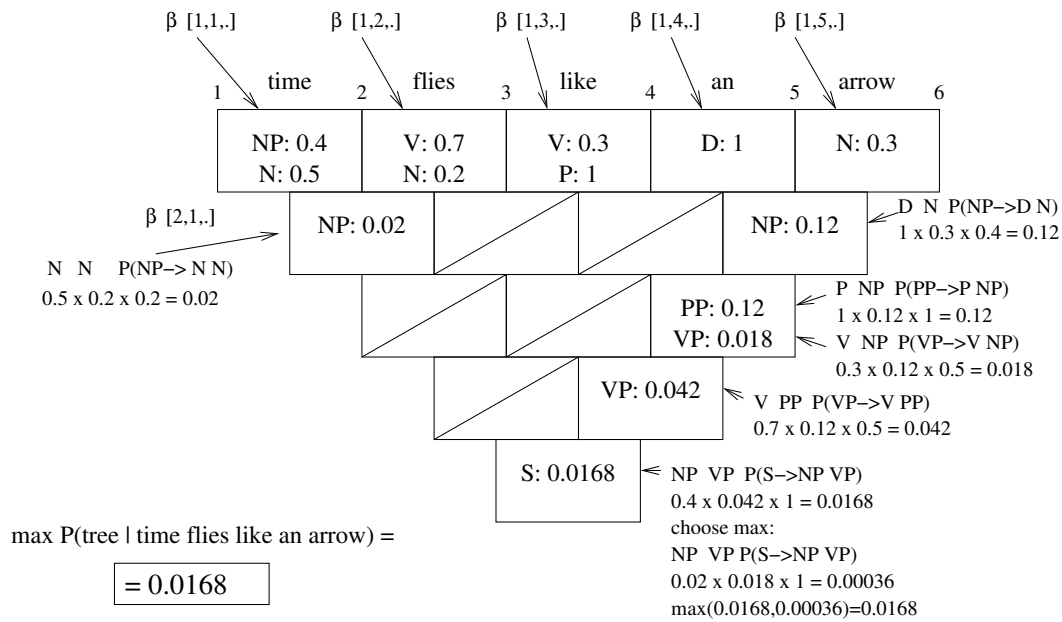 β [1,1,.] β [1,2,.] β [1,3,.] β [1,4,.] β [1,5,.]
time flies like an arrow
1 2 3 4 5 6
NP: 0.4 V: 0.7 V: 0.3 D: 1 N: 0.3
N: 0.5 N: 0.2 P: 1
β [2,1,.]
N N P(NP−> N N)
0.5 x 0.2 x 0.2 = 0.02
NP: 0.02 NP: 0.12
D N P(NP−>D N)
1 x 0.3 x 0.4 = 0.12
PP: 0.12
VP: 0.018
P NP P(PP−>P NP)
1 x 0.12 x 1 = 0.12
V NP P(VP−>V NP)
0.3 x 0.12 x 0.5 = 0.018
VP: 0.042
V PP P(VP−>V PP)
0.7 x 0.12 x 0.5 = 0.042
S: 0.0168
NP VP P(S−>NP VP)
0.4 x 0.042 x 1 = 0.0168
choose max:
NP VP P(S−>NP VP)
0.02 x 0.018 x 1 = 0.00036
max(0.0168,0.00036)=0.0168
max P(tree | time flies like an arrow) =
= 0.0168